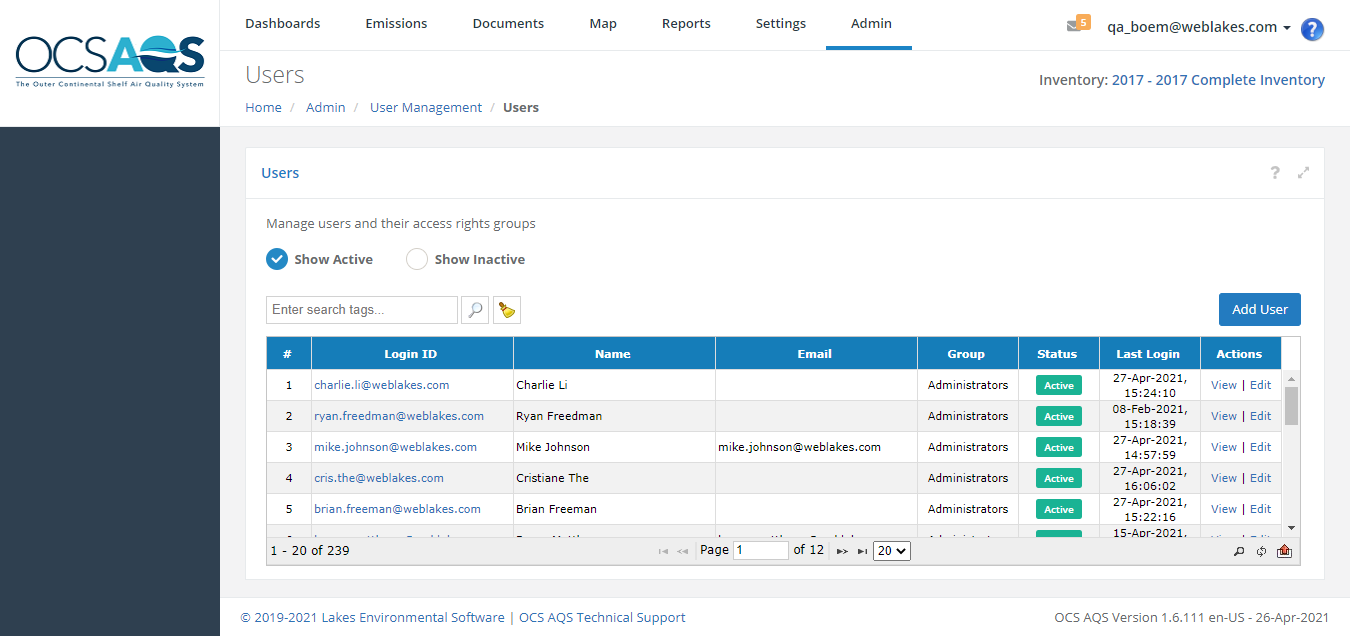 OCSAQS
The Outer Continental Shelf Air Quality System
Dashboards Emissions Documents Map Reports Settings Admin
5 qa_boem@weblakes.com ?
Users
Inventory: 2017 - 2017 Complete Inventory
Home / Admin / User Management / Users
Users ?
Manage users and their access rights groups
Show Active Show Inactive
Enter search tags... Add User
# Login ID Name Email Group Status Last Login Actions
1 charlie.li@weblakes.com Charlie Li Administrators Active 27-Apr-2021, 15:24:10 View | Edit
2 ryan.freedman@weblakes.com Ryan Freedman Administrators Active 08-Feb-2021, 15:18:39 View | Edit
3 mike.johnson@weblakes.com Mike Johnson mike.johnson@weblakes.com Administrators Active 27-Apr-2021, 14:57:59 View | Edit
4 cris.the@weblakes.com Cristiane The Administrators Active 27-Apr-2021, 16:06:02 View | Edit
5 brian.freeman@weblakes.com Brian Freeman Administrators Active 27-Apr-2021, 15:22:16 View | Edit
15-Apr-2021,
1 - 20 of 239 Page 1 of 12 20
© 2019-2021 Lakes Environmental Software | OCS AQS Technical Support
OCS AQS Version 1.6.111 en-US - 26-Apr-2021